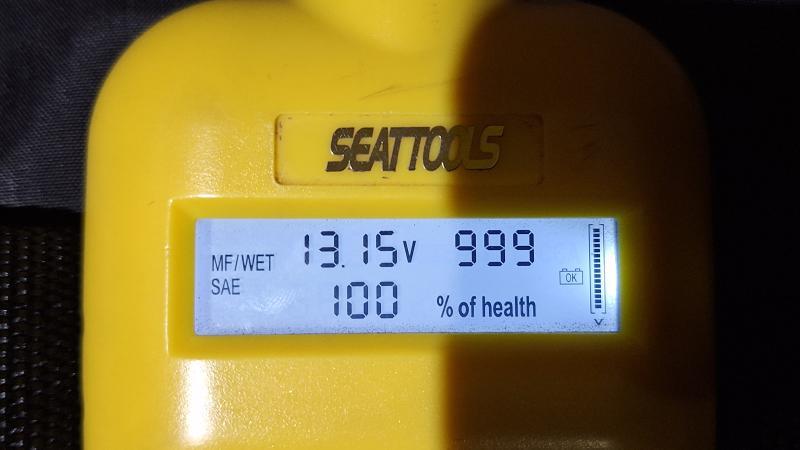 SEATTOOLS
MF/WET 13.15V 999
SAE 100 % of health
OK